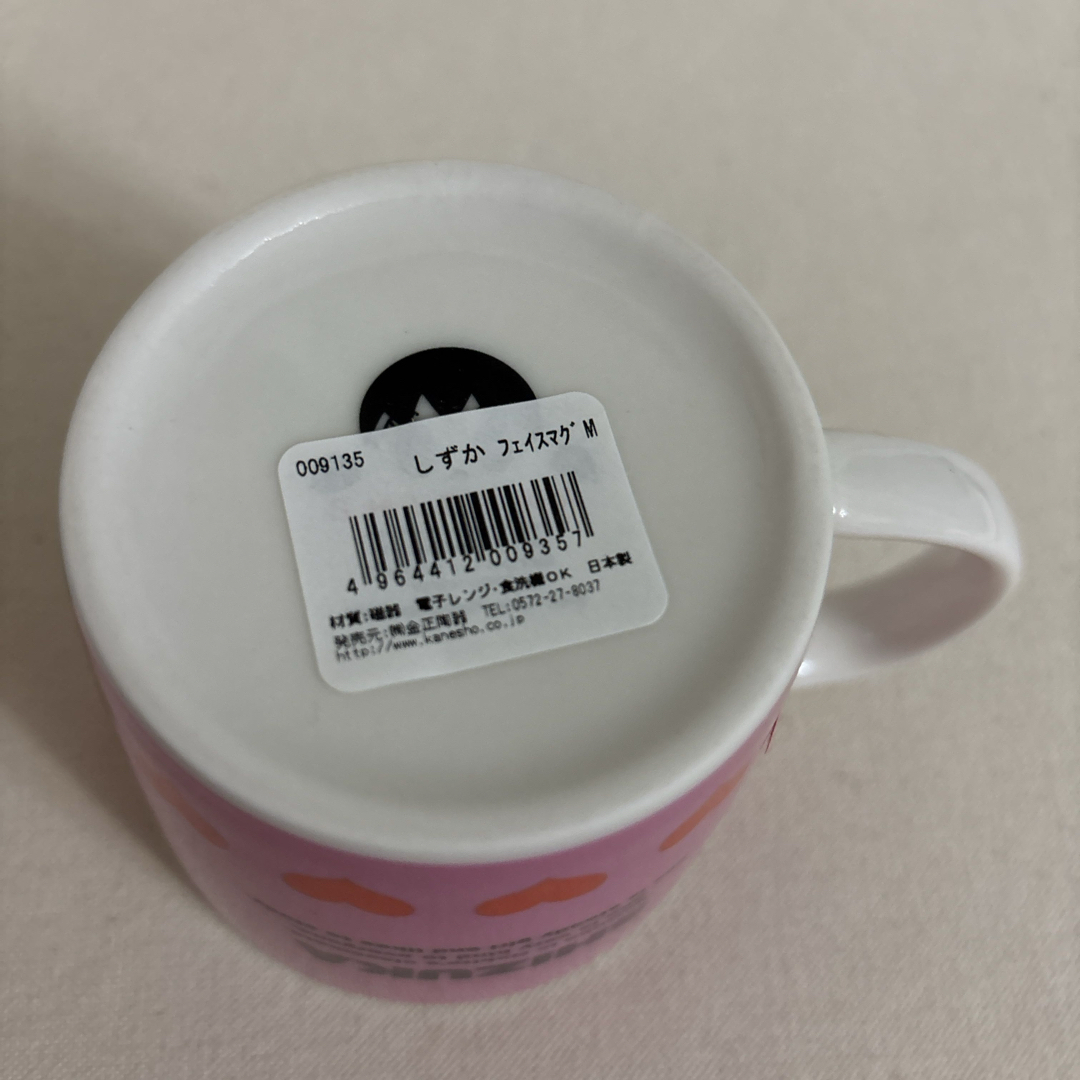 009135 しずか ﾌｪｲｽﾏｸﾞ M
4 964412 009357
材質:磁器 電子レンジ・食洗機OK 日本製
発売元:㈱金正陶器 TEL:0572-27-8037
http://www.kanesho.co.jp